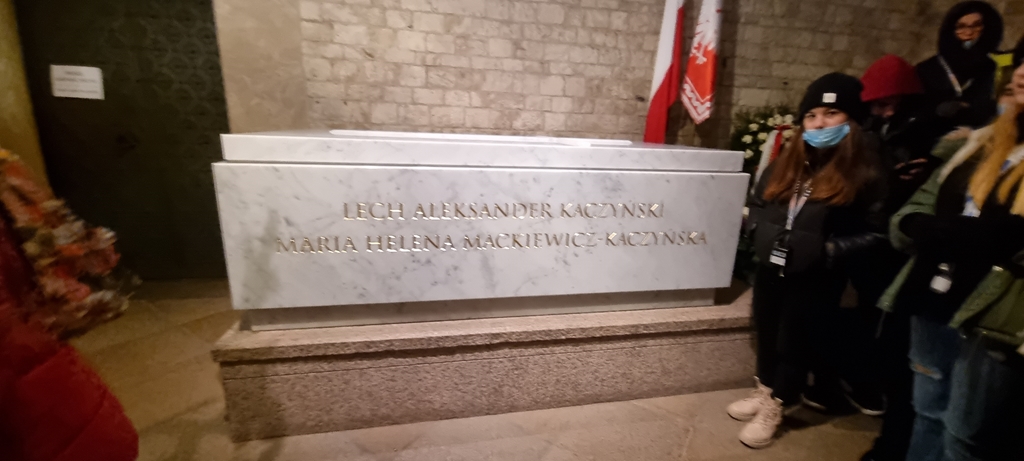 LECH ALEKSANDER KACZYŃSKI
MARIA HELENA MACKIEWICZ-KACZYŃSKA